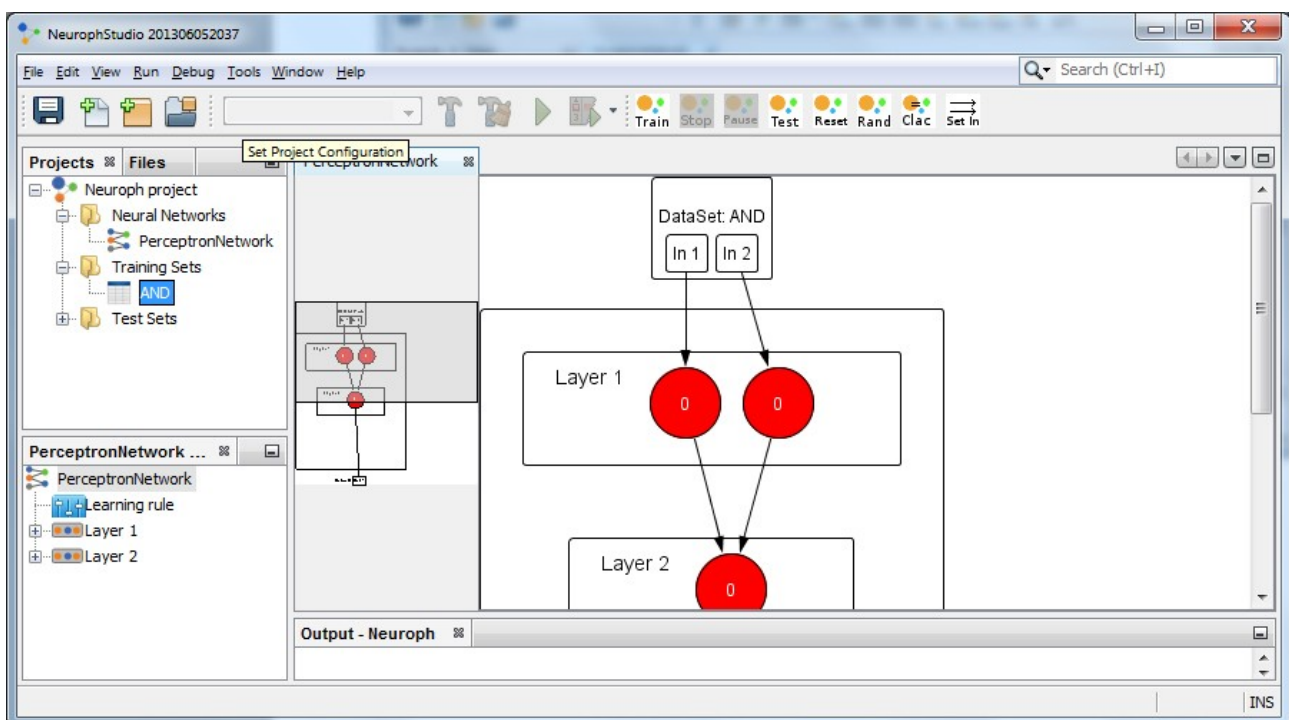 NeurophStudio 201306052037
File Edit View Run Debug Tools Window Help
Search (Ctrl+I)
Train Stop Pause Test Reset Rand Clac Set In
Set Project Configuration
Projects Files
PerceptronNetwork
Neuroph project
Neural Networks
PerceptronNetwork
Training Sets
AND
Test Sets
DataSet: AND
In 1 In 2
Layer 1
0 0
Layer 2
0
PerceptronNetwork ...
PerceptronNetwork
Learning rule
Layer 1
Layer 2
Output - Neuroph
INS